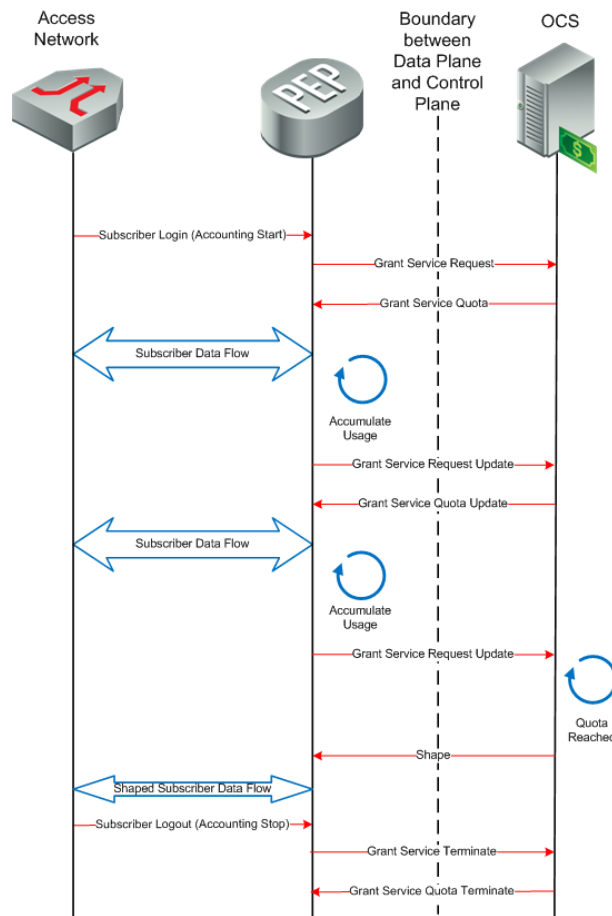 Access
Network
Boundary
between
Data Plane
and Control
Plane
OCS
PEP
$
Subscriber Login (Accounting Start)
Grant Service Request
Grant Service Quota
Subscriber Data Flow
Accumulate
Usage
Grant Service Request Update
Grant Service Quota Update
Subscriber Data Flow
Accumulate
Usage
Grant Service Request Update
Quota
Reached
Shape
Shaped Subscriber Data Flow
Subscriber Logout (Accounting Stop)
Grant Service Terminate
Grant Service Quota Terminate